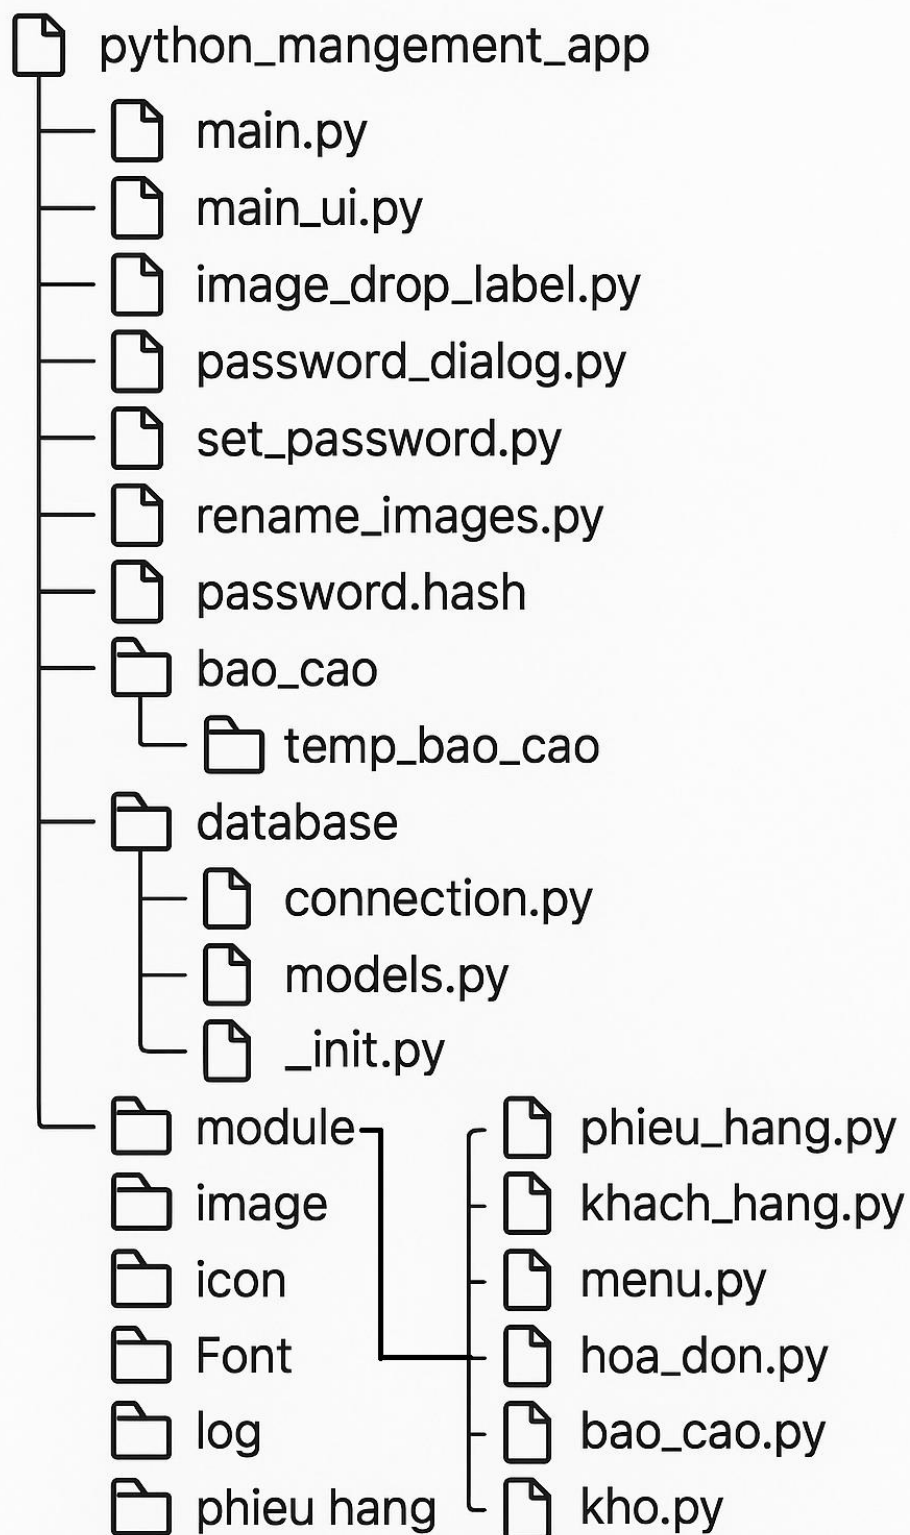 python_mangement_app
main.py
main_ui.py
image_drop_label.py
password_dialog.py
set_password.py
rename_images.py
password.hash
bao_cao
temp_bao_cao
database
connection.py
models.py
_init.py
module
image
icon
Font
log
phieu hang
phieu_hang.py
khach_hang.py
menu.py
hoa_don.py
bao_cao.py
kho.py